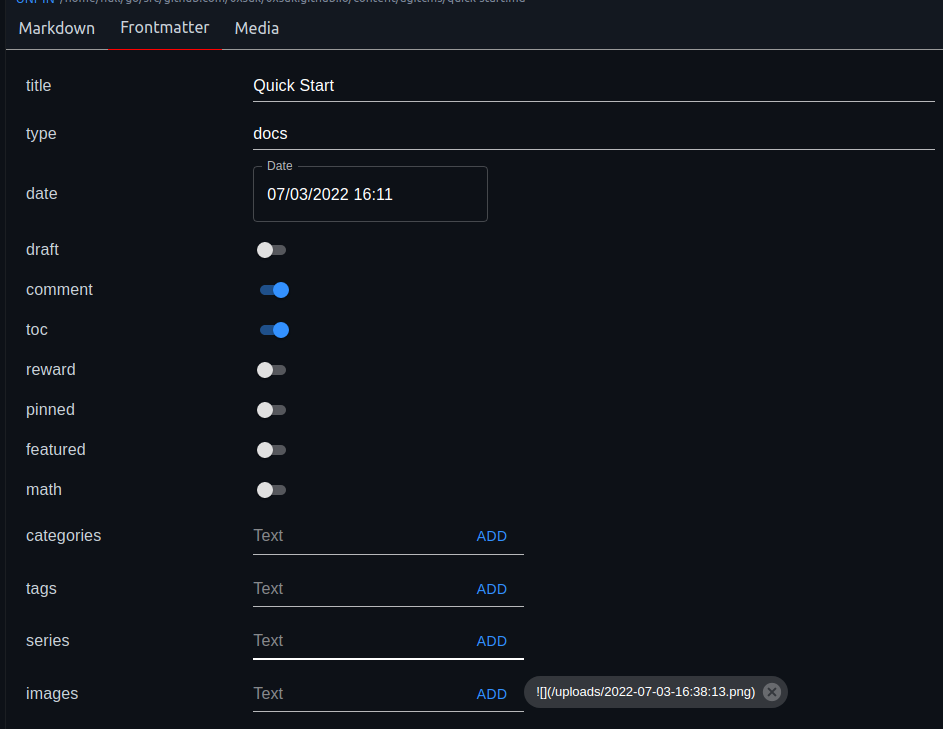 Markdown Frontmatter Media
title Quick Start
type docs
Date
date 07/03/2022 16:11
draft
comment
toc
reward
pinned
featured
math
categories Text ADD
tags Text ADD
series Text ADD
images Text ADD ![](/uploads/2022-07-03-16:38:13.png)